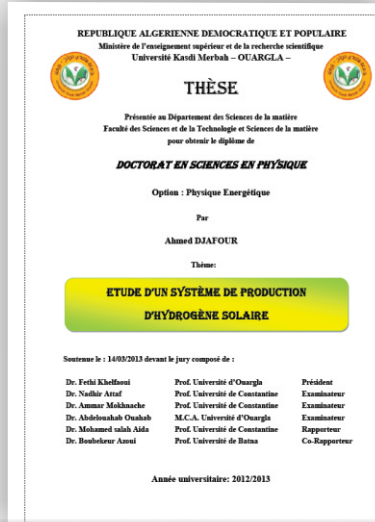 REPUBLIQUE ALGERIENNE DEMOCRATIQUE ET POPULAIRE
Ministère de l'enseignement supérieur et de la recherche scientifique
Université Kasdi Merbah – OUARGLA –
THÈSE
Présentée au Département des Sciences de la matière
Faculté des Sciences et de la Technologie et Sciences de la matière
pour obtenir le diplôme de
DOCTORAT EN SCIENCES EN PHYSIQUE
Option : Physique Energétique
Par
Ahmed DJAFOUR
Thème:
ETUDE D'UN SYSTÈME DE PRODUCTION
D'HYDROGÈNE SOLAIRE
Soutenue le : 14/03/2013 devant le jury composé de :
Dr. Fethi Khelfaoui Prof. Université d'Ouargla Président
Dr. Nadhir Attaf Prof. Université de Constantine Examinateur
Dr. Ammar Mokhnache Prof. Université de Constantine Examinateur
Dr. Abdelouahab Ouahab M.C.A. Université d'Ouargla Examinateur
Dr. Mohamed salah Aida Prof. Université de Constantine Rapporteur
Dr. Boubekeur Azoui Prof. Université de Batna Co-Rapporteur
Année universitaire: 2012/2013